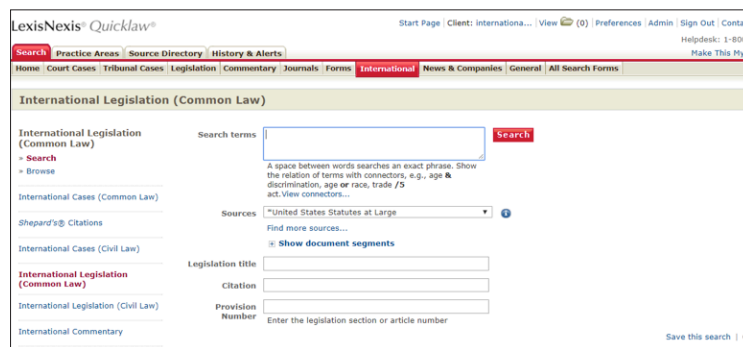 LexisNexis® Quicklaw®
Start Page | Client: internationa... | View (0) | Preferences | Admin | Sign Out | Conta
Helpdesk: 1-80
Search Practice Areas Source Directory History & Alerts
Make This My
Home Court Cases Tribunal Cases Legislation Commentary Journals Forms International News & Companies General All Search Forms
International Legislation (Common Law)
International Legislation
(Common Law)
» Search
» Browse
International Cases (Common Law)
Shepard's® Citations
International Cases (Civil Law)
International Legislation
(Common Law)
International Legislation (Civil Law)
International Commentary
Search terms
Search
A space between words searches an exact phrase. Show
the relation of terms with connectors, e.g., age &
discrimination, age or race, trade /5
act. View connectors...
Sources
*United States Statutes at Large
Find more sources...
Show document segments
Legislation title
Citation
Provision
Number
Enter the legislation section or article number
Save this search |